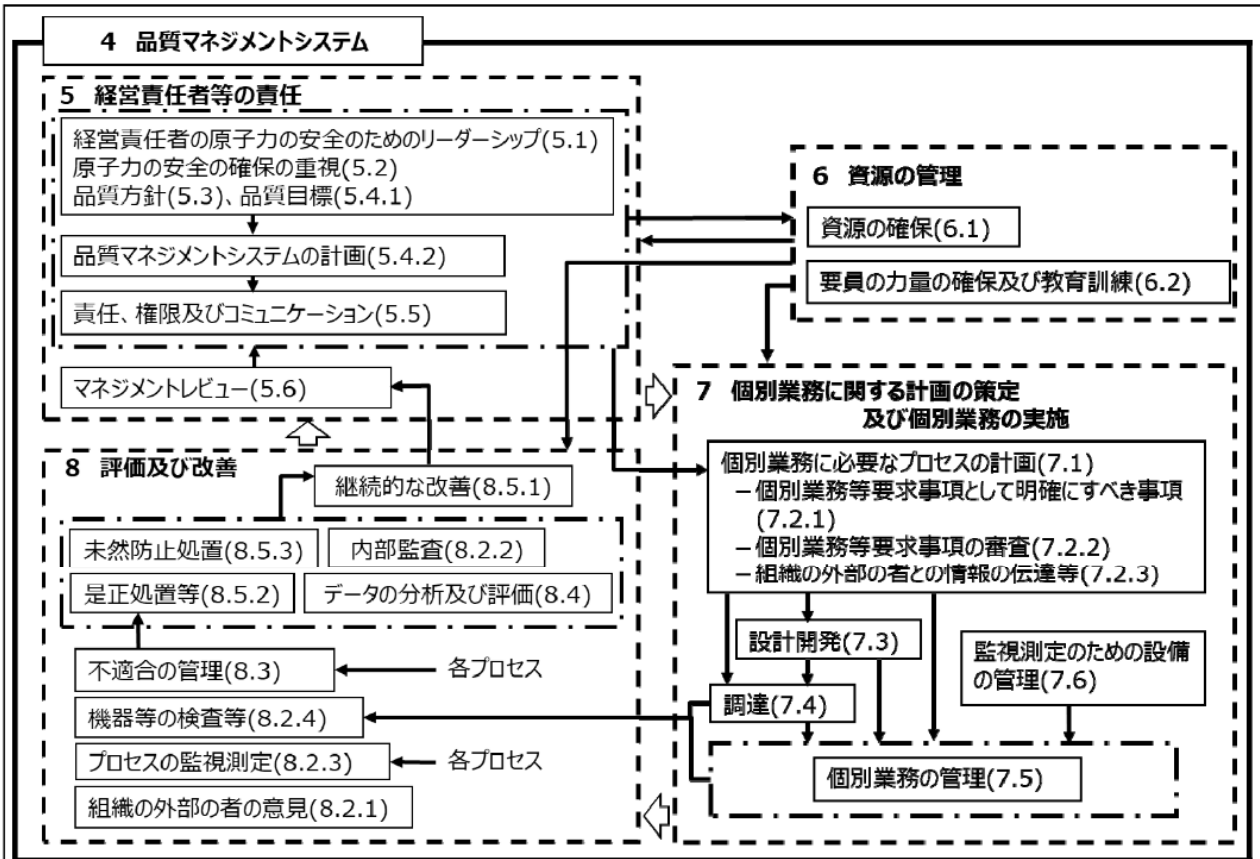 4 品質マネジメントシステム
5 経営責任者等の責任
経営責任者の原子力の安全のためのリーダーシップ(5.1)
原子力の安全の確保の重視(5.2)
品質方針(5.3)、品質目標(5.4.1)
品質マネジメントシステムの計画(5.4.2)
責任、権限及びコミュニケーション(5.5)
マネジメントレビュー(5.6)
6 資源の管理
資源の確保(6.1)
要員の力量の確保及び教育訓練(6.2)
7 個別業務に関する計画の策定
及び個別業務の実施
個別業務に必要なプロセスの計画(7.1)
－個別業務等要求事項として明確にすべき事項
(7.2.1)
－個別業務等要求事項の審査(7.2.2)
－組織の外部の者との情報の伝達等(7.2.3)
設計開発(7.3)
調達(7.4)
監視測定のための設備
の管理(7.6)
個別業務の管理(7.5)
8 評価及び改善
継続的な改善(8.5.1)
未然防止処置(8.5.3)
内部監査(8.2.2)
是正処置等(8.5.2)
データの分析及び評価(8.4)
不適合の管理(8.3)
各プロセス
機器等の検査等(8.2.4)
プロセスの監視測定(8.2.3)
各プロセス
組織の外部の者の意見(8.2.1)